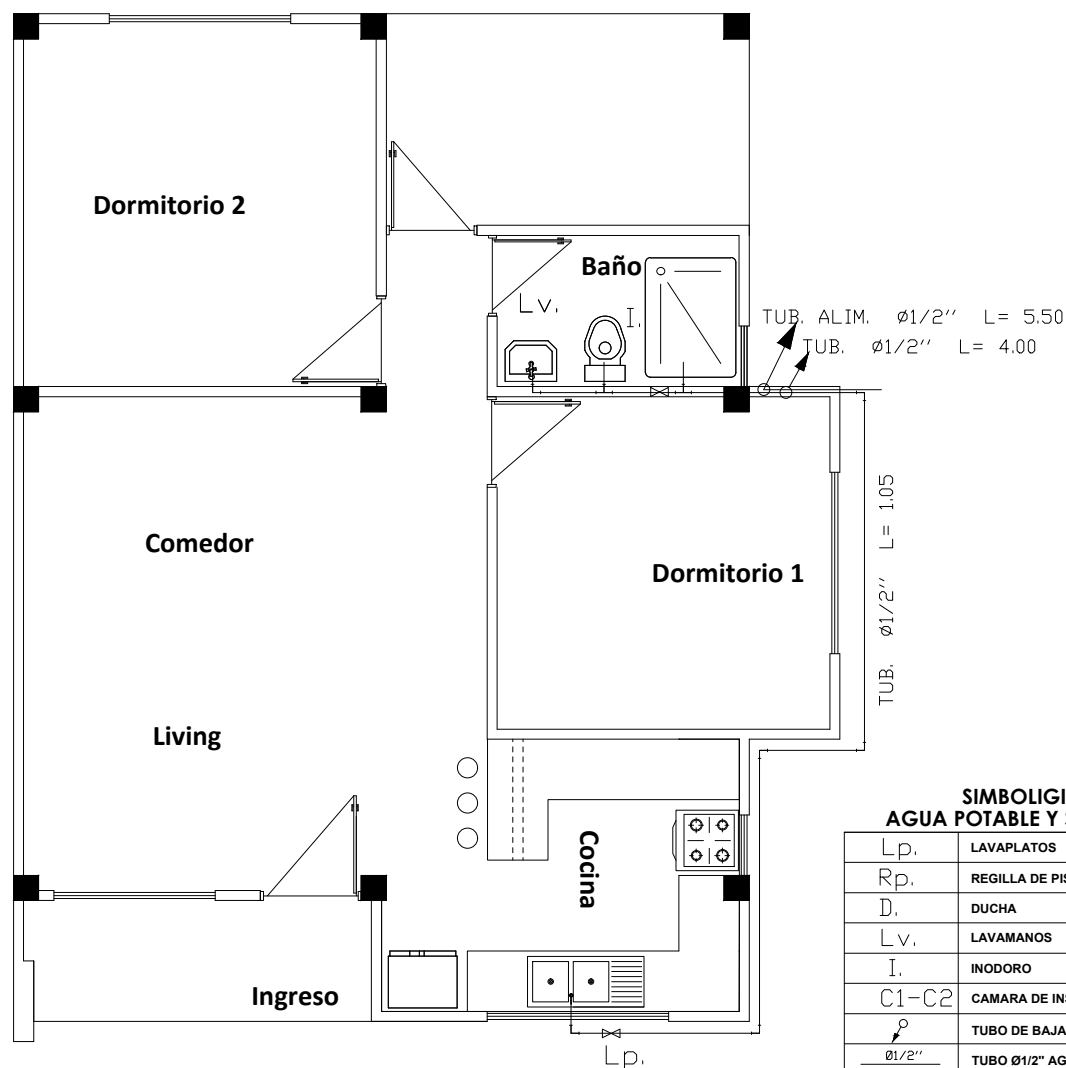 Dormitorio 2
Baño
Lv.
I.
TUB. ALIM. Ø1/2'' L= 5.50
TUB. Ø1/2'' L= 4.00
TUB. Ø1/2'' L= 1.05
Comedor
Dormitorio 1
Living
Cocina
Ingreso
Lp.
SIMBOLIGI
AGUA POTABLE Y
Lp. LAVAPLATOS
Rp. REGILLA DE PIS
D. DUCHA
Lv. LAVAMANOS
I. INODORO
C1-C2 CAMARA DE INS
TUBO DE BAJA
Ø1/2'' TUBO Ø1/2" AG